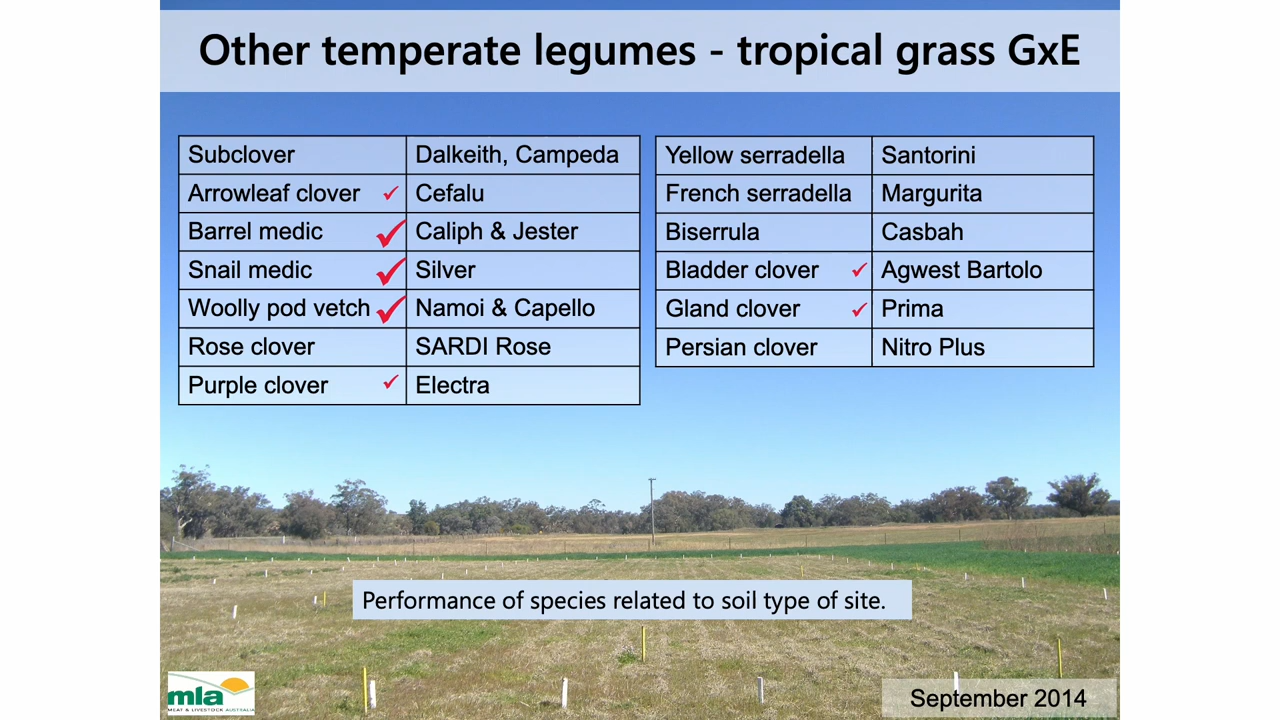 Other temperate legumes - tropical grass GxE
Subclover Dalkeith, Campeda
Arrowleaf clover ✓ Cefalu
Barrel medic ✓ Caliph & Jester
Snail medic ✓ Silver
Woolly pod vetch ✓ Namoi & Capello
Rose clover SARDI Rose
Purple clover ✓ Electra
Yellow serradella Santorini
French serradella Margurita
Biserrula Casbah
Bladder clover ✓ Agwest Bartolo
Gland clover ✓ Prima
Persian clover Nitro Plus
Performance of species related to soil type of site.
mla
MEAT & LIVESTOCK AUSTRALIA
September 2014